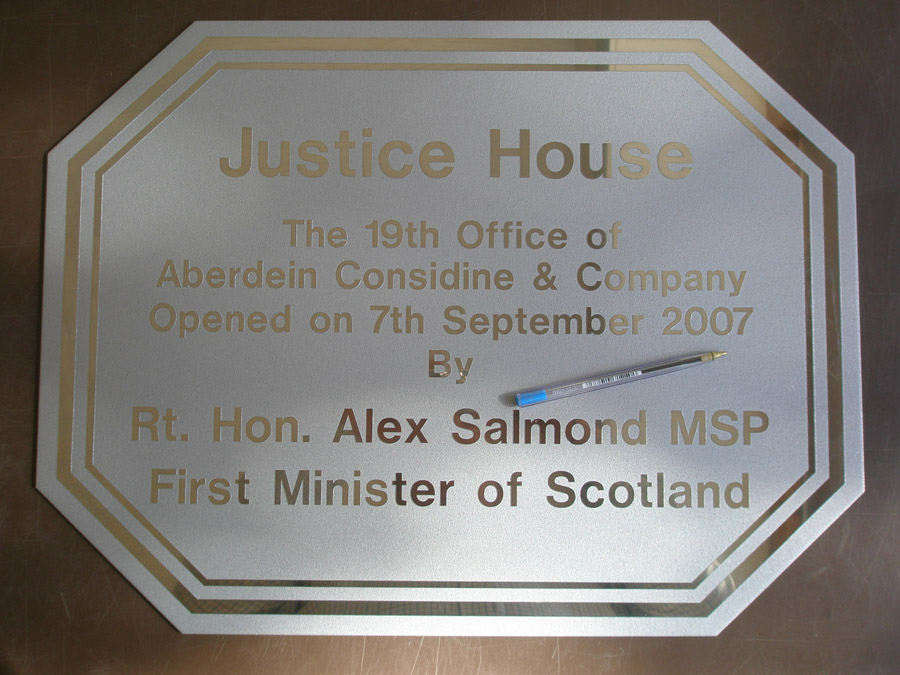 Justice House
The 19th Office of
Aberdein Considine & Company
Opened on 7th September 2007
By
Rt. Hon. Alex Salmond MSP
First Minister of Scotland